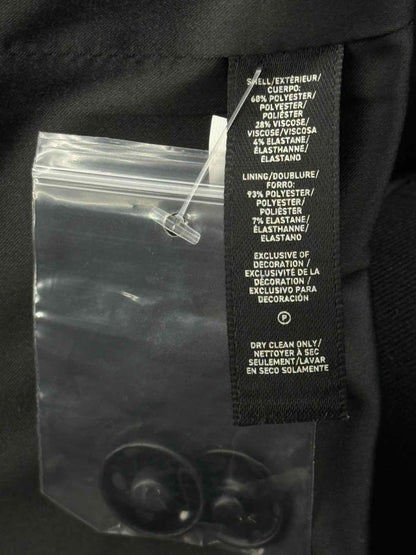 SHELL/EXTÉRIEUR/
CUERPO:
68% POLYESTER/
POLYESTER/
POLIÉSTER
28% VISCOSE/
VISCOSE/VISCOSA
4% ELASTANE/
ÉLASTHANNE/
ELASTANO
LINING/DOUBLURE/
FORRO:
93% POLYESTER/
POLYESTER/
POLIÉSTER
7% ELASTANE/
ÉLASTHANNE/
ELASTANO
EXCLUSIVE OF
DECORATION /
EXCLUSIVITÉ DE LA
DÉCORATION /
EXCLUSIVO PARA
DECORACIÓN
P
DRY CLEAN ONLY/
NETTOYER À SEC
SEULEMENT/LAVAR
EN SECO SOLAMENTE